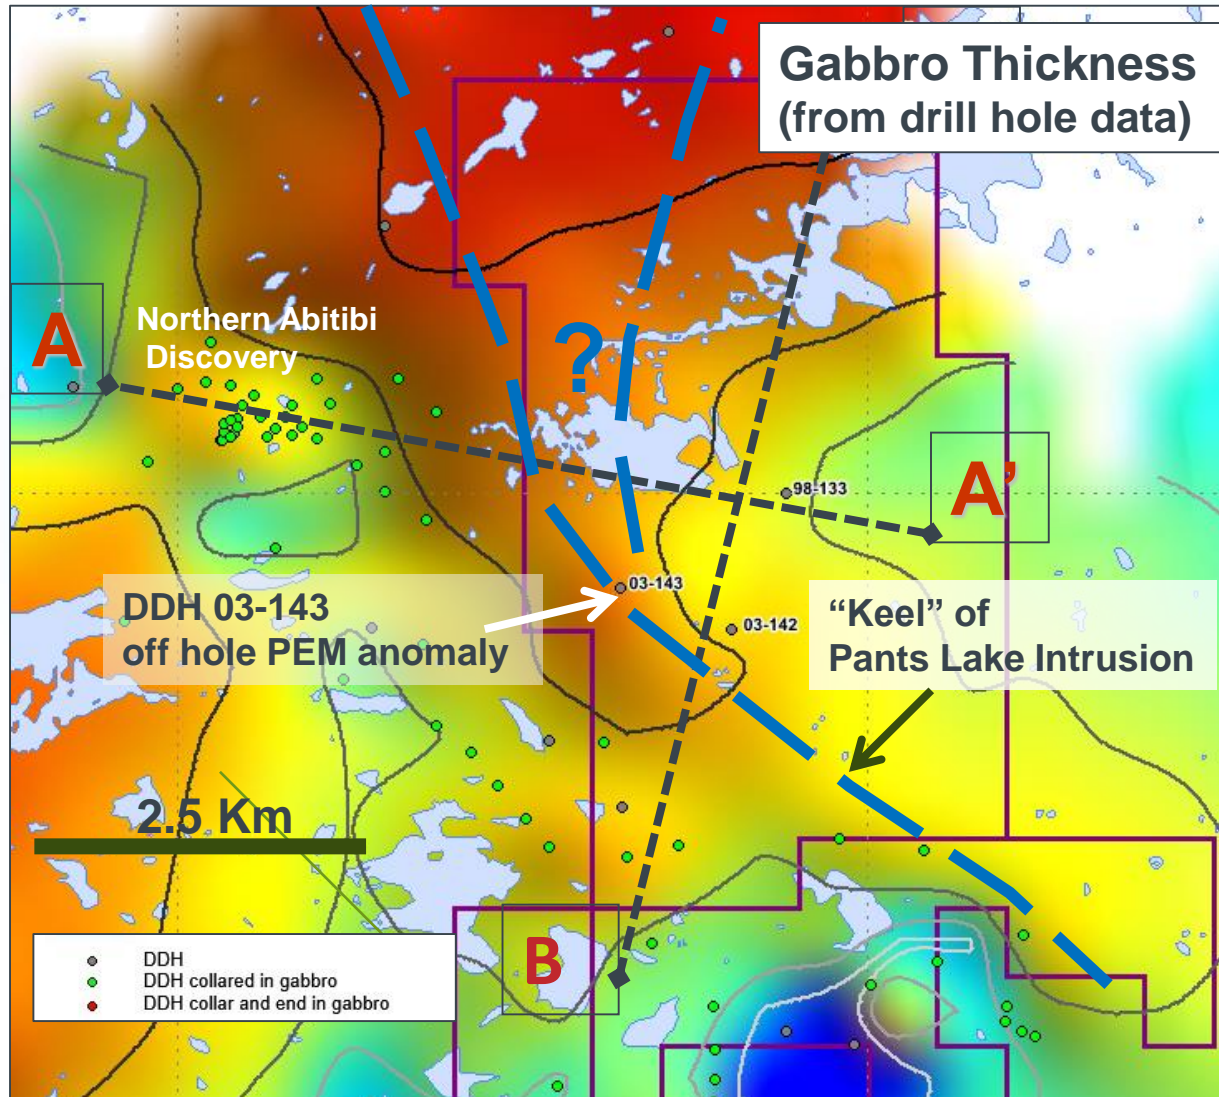 Gabbro Thickness
(from drill hole data)
Northern Abitibi
Discovery
A
?
A'
98-133
03-143
03-142
DDH 03-143
off hole PEM anomaly
“Keel” of
Pants Lake Intrusion
2.5 Km
B
DDH
DDH collared in gabbro
DDH collar and end in gabbro